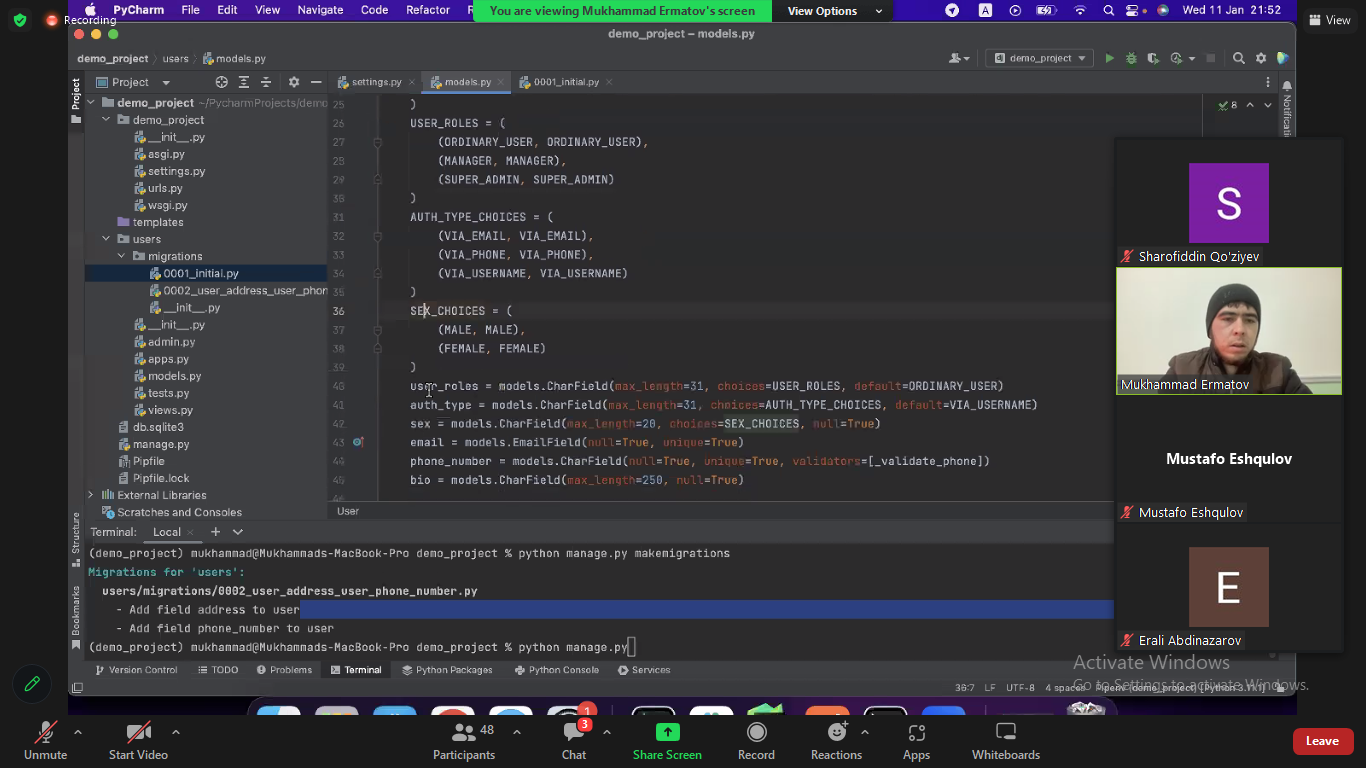 PyCharm File Edit View Navigate Code Refactor
You are viewing Mukhammad Ermatov's screen
View Options
A
Wed 11 Jan 21:52
Recording
View
demo_project – models.py
demo_project users models.py
demo_project
Project
settings.py models.py 0001_initial.py
Project
demo_project ~/PycharmProjects/demo
demo_project
__init__.py
asgi.py
settings.py
urls.py
wsgi.py
templates
users
migrations
0001_initial.py
0002_user_address_user_phon
__init__.py
__init__.py
admin.py
apps.py
models.py
tests.py
views.py
db.sqlite3
manage.py
Pipfile
Pipfile.lock
External Libraries
Scratches and Consoles
8
25 )
26 USER_ROLES = (
27 (ORDINARY_USER, ORDINARY_USER),
28 (MANAGER, MANAGER),
29 (SUPER_ADMIN, SUPER_ADMIN)
30 )
31 AUTH_TYPE_CHOICES = (
32 (VIA_EMAIL, VIA_EMAIL),
33 (VIA_PHONE, VIA_PHONE),
34 (VIA_USERNAME, VIA_USERNAME)
35 )
36 SEX_CHOICES = (
37 (MALE, MALE),
38 (FEMALE, FEMALE)
39 )
40 user_roles = models.CharField(max_length=31, choices=USER_ROLES, default=ORDINARY_USER)
41 auth_type = models.CharField(max_length=31, choices=AUTH_TYPE_CHOICES, default=VIA_USERNAME)
42 sex = models.CharField(max_length=20, choices=SEX_CHOICES, null=True)
43 email = models.EmailField(null=True, unique=True)
44 phone_number = models.CharField(null=True, unique=True, validators=[_validate_phone])
45 bio = models.CharField(max_length=250, null=True)
46
User
Notificati
Structure
Bookmarks
Terminal: Local
(demo_project) mukhammad@Mukhammads-MacBook-Pro demo_project % python manage.py makemigrations
Migrations for 'users':
users/migrations/0002_user_address_user_phone_number.py
- Add field address to user
- Add field phone_number to user
(demo_project) mukhammad@Mukhammads-MacBook-Pro demo_project % python manage.py
Version Control TODO Problems Terminal Python Packages Python Console Services
36:7 LF UTF-8 4 spaces Pipenv (demo_project) [Python 3.11.1]
S
Sharofiddin Qo'ziyev
Mukhammad Ermatov
Mustafo Eshqulov
Mustafo Eshqulov
E
Erali Abdinazarov
Activate Windows
Go to Settings to activate Windows.
1
48
3
Unmute Start Video Participants Chat Share Screen Record Reactions Apps Whiteboards Leave